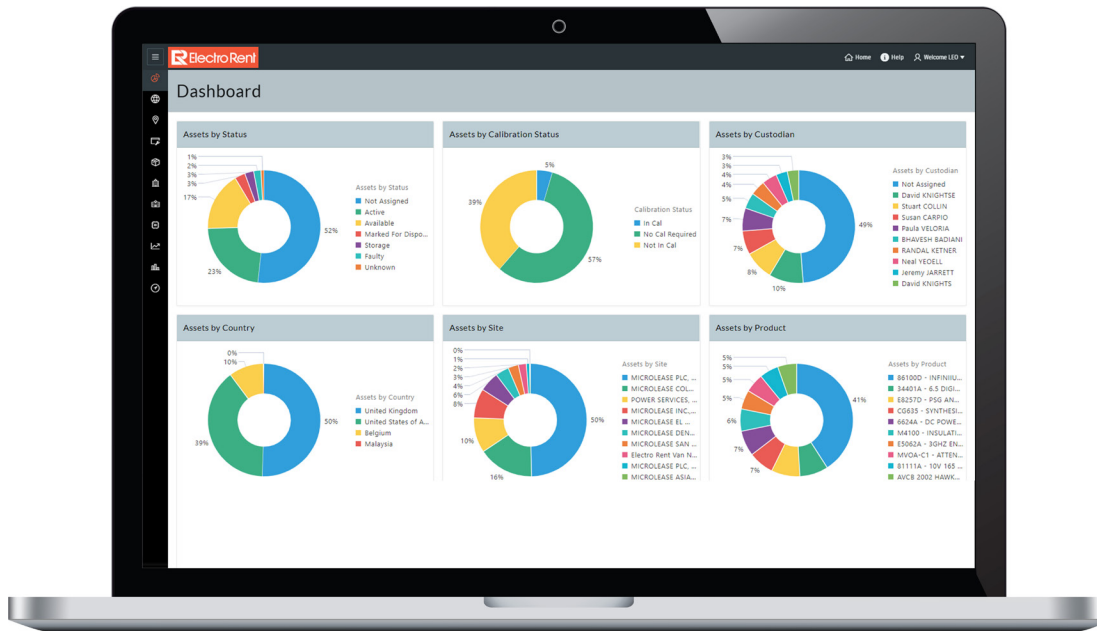 ElectroRent
Home
Help
Welcome LEO
Dashboard
Assets by Status
1%
2%
3%
3%
17%
23%
52%
Assets by Status
Not Assigned
Active
Available
Marked For Dispo...
Storage
Faulty
Unknown
Assets by Calibration Status
5%
39%
57%
Calibration Status
In Cal
No Cal Required
Not In Cal
Assets by Custodian
3%
3%
4%
4%
5%
7%
7%
8%
10%
49%
Assets by Custodian
Not Assigned
David KNIGHTSE
Stuart COLLIN
Susan CARPIO
Paula VELORIA
BHAVESH BADIANI
RANDAL KETNER
Neal YEDELL
Jeremy JARRETT
David KNIGHTS
Assets by Country
0%
10%
39%
50%
Assets by Country
United Kingdom
United States of A...
Belgium
Malaysia
Assets by Site
0%
1%
2%
2%
3%
4%
6%
8%
10%
16%
50%
Assets by Site
MICROLEASE PLC, ...
MICROLEASE COL...
POWER SERVICES, ...
MICROLEASE INC,...
MICROLEASE EL ...
MICROLEASE DEN...
MICROLEASE SAN ...
Electro Rent Van N...
MICROLEASE PLC, ...
MICROLEASE ASIA...
Assets by Product
5%
5%
5%
5%
6%
7%
7%
41%
Assets by Product
86100D - INFINIIU...
34401A - 6.5 DIGI...
E8257D - PSG AN...
CG635 - SYNTHESI...
6624A - DC POWE...
M4100 - INSULATI...
E5062A - 3GHZ EN...
MVOA-C1 - ATTEN...
81111A - 10V 165 ...
AVCB 2002 HAWK...